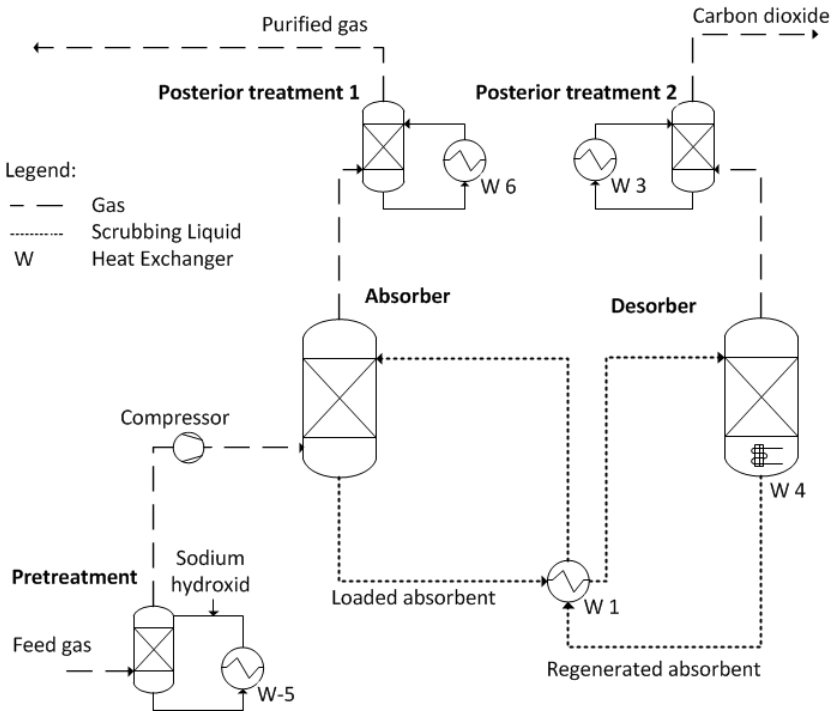 Purified gas
Carbon dioxide
Posterior treatment 1
Posterior treatment 2
W 6
W 3
Legend:
Gas
Scrubbing Liquid
W Heat Exchanger
Absorber
Desorber
Compressor
W 4
Sodium
hydroxid
Pretreatment
Loaded absorbent
W 1
Feed gas
W-5
Regenerated absorbent